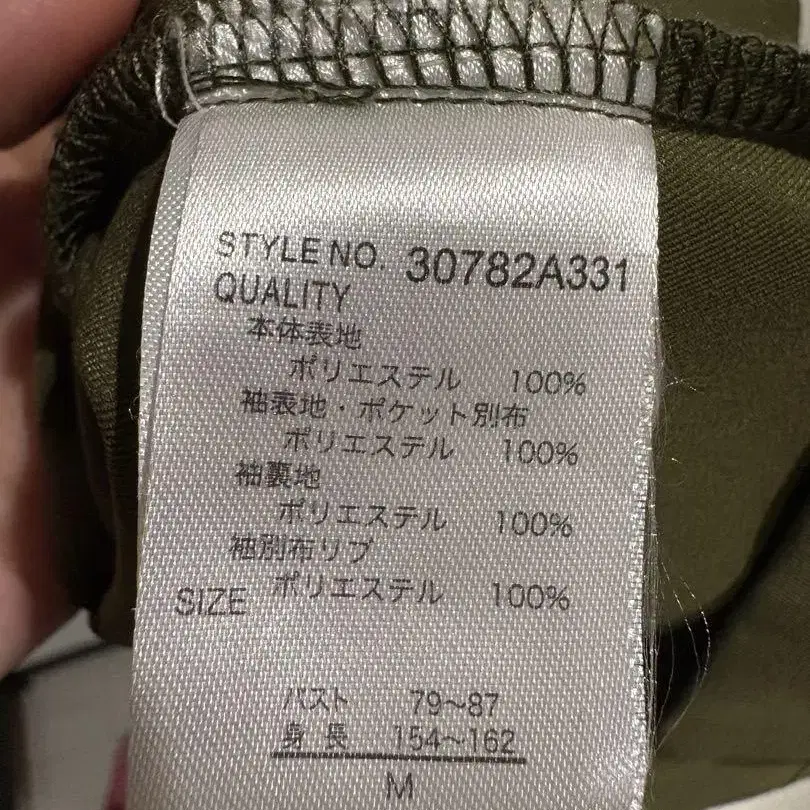 STYLE NO. 30782A331
QUALITY
本体表地
ポリエステル 100%
袖表地・ポケット別布
ポリエステル 100%
袖裏地
ポリエステル 100%
袖別布リブ
ポリエステル 100%
SIZE
バスト 79～87
身長 154～162
M